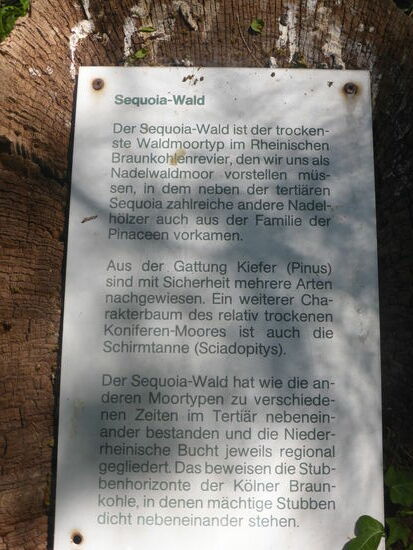 Sequoia-Wald
Der Sequoia-Wald ist der trocken-
ste Waldmoortyp im Rheinischen
Braunkohlenrevier, den wir uns als
Nadelwaldmoor vorstellen müs-
sen, in dem neben der tertiären
Sequoia zahlreiche andere Nadel-
hölzer auch aus der Familie der
Pinaceen vorkamen.
Aus der Gattung Kiefer (Pinus)
sind mit Sicherheit mehrere Arten
nachgewiesen. Ein weiterer Cha-
rakterbaum des relativ trockenen
Koniferen-Moores ist auch die
Schirmtanne (Sciadopitys).
Der Sequoia-Wald hat wie die an-
deren Moortypen zu verschiede-
nen Zeiten im Tertiär nebenein-
ander bestanden und die Nieder-
rheinische Bucht jeweils regional
gegliedert. Das beweisen die Stub-
benhorizonte der Kölner Braun-
kohle, in denen mächtige Stubben
dicht nebeneinander stehen.